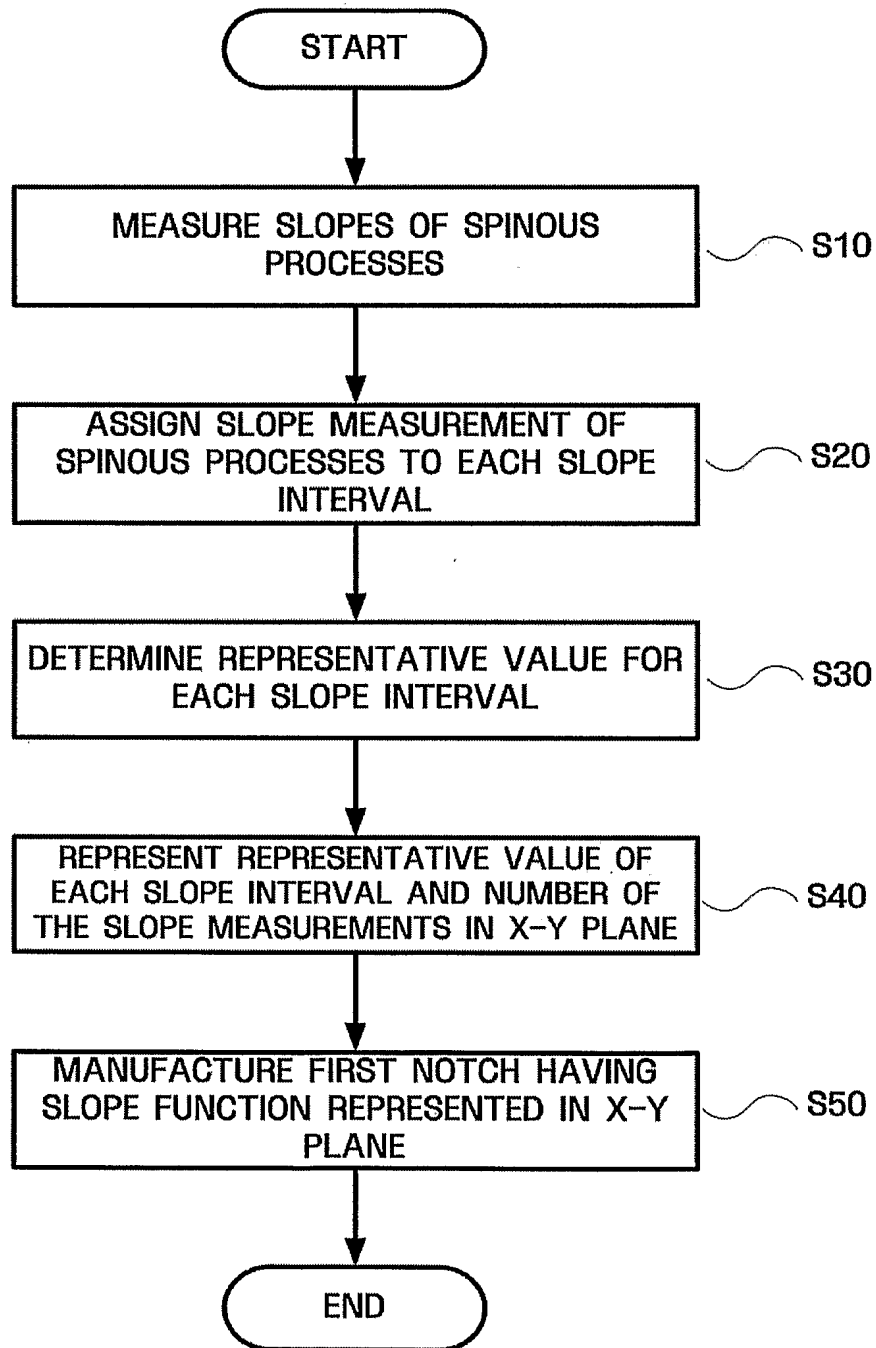 START
MEASURE SLOPES OF SPINOUS
PROCESSES
S10
ASSIGN SLOPE MEASUREMENT OF
SPINOUS PROCESSES TO EACH SLOPE
INTERVAL
S20
DETERMINE REPRESENTATIVE VALUE FOR
EACH SLOPE INTERVAL
S30
REPRESENT REPRESENTATIVE VALUE OF
EACH SLOPE INTERVAL AND NUMBER OF
THE SLOPE MEASUREMENTS IN X-Y PLANE
S40
MANUFACTURE FIRST NOTCH HAVING
SLOPE FUNCTION REPRESENTED IN X-Y
PLANE
S50
END